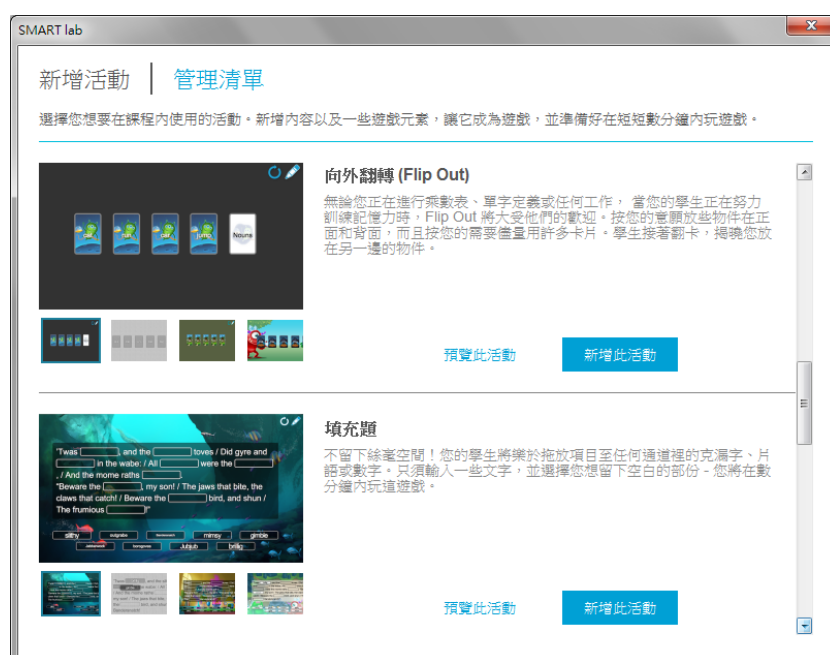 SMART lab
新增活動 | 管理清單
選擇您想要在課程內使用的活動。新增內容以及一些遊戲元素，讓它成為遊戲，並準備好在短短數分鐘內玩遊戲。
向外翻轉 (Flip Out)
無論您正在進行乘數表、單字定義或任何工作， 當您的學生正在努力
訓練記憶力時，Flip Out 將大受他們的歡迎。按您的意願放些物件在正
面和背面，而且按您的需要儘量用許多卡片。學生接著翻卡，揭曉您放
在另一邊的物件。
jump Nouns
預覽此活動 新增此活動
填充題
不留下絲毫空間！您的學生將樂於拖放項目至任何通道裡的克漏字、片
語或數字。只須輸入一些文字，並選擇您想留下空白的部份 - 您將在數
分鐘內玩這遊戲。
"Twas , and the toves / Did gyre and
in the wabe: / All were the
, / And the mome raths .
"Beware the , my son! / The jaws that bite, the
claws that catch! / Beware the bird, and shun /
The frumious !"
slithy outgrabe mimsy gimble
borogoves Jubjub brillig
預覽此活動 新增此活動